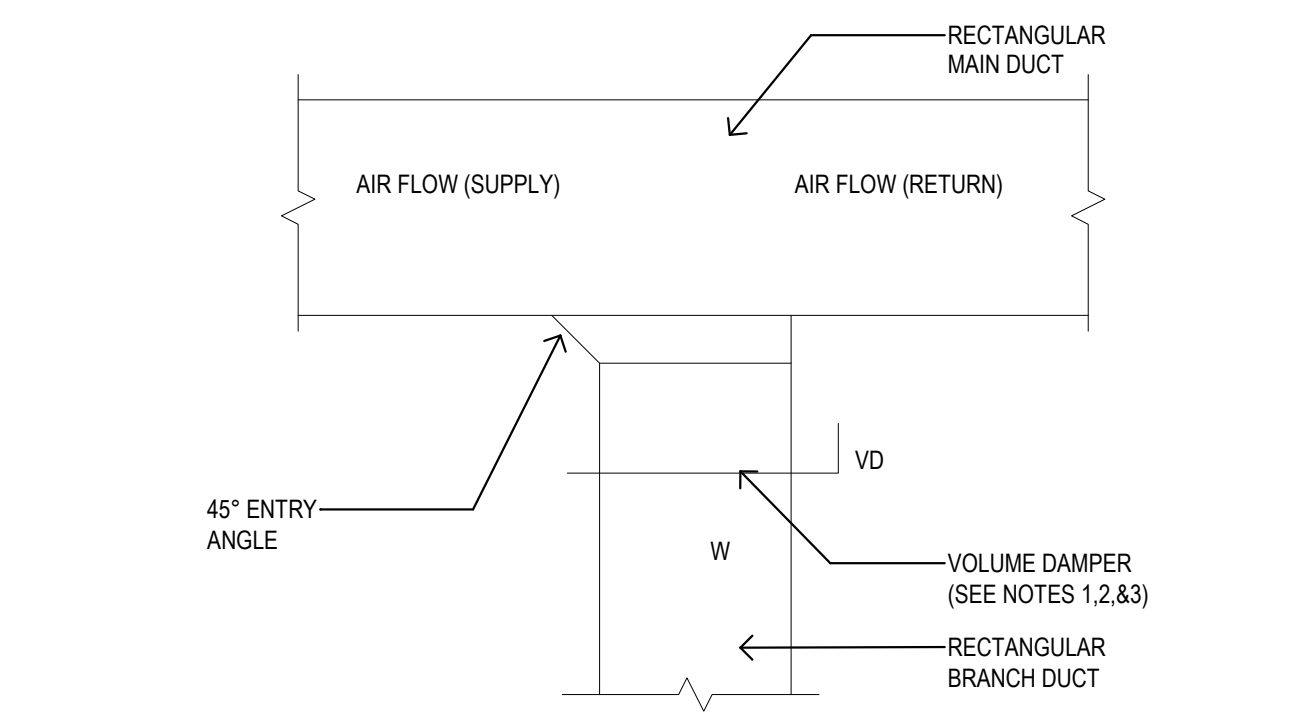 RECTANGULAR
MAIN DUCT
AIR FLOW (SUPPLY)
AIR FLOW (RETURN)
VD
45° ENTRY
ANGLE
W
VOLUME DAMPER
(SEE NOTES 1,2,&3)
RECTANGULAR
BRANCH DUCT